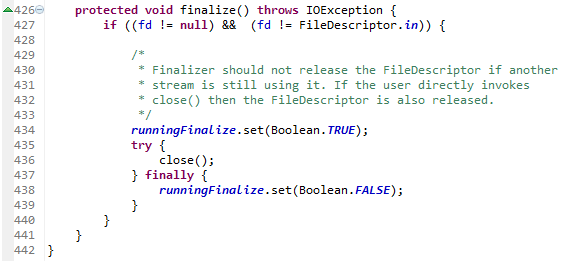 426 protected void finalize() throws IOException {
427 if ((fd != null) &&  (fd != FileDescriptor.in)) {
428
429 /*
430 * Finalizer should not release the FileDescriptor if another
431 * stream is still using it. If the user directly invokes
432 * close() then the FileDescriptor is also released.
433 */
434 runningFinalize.set(Boolean.TRUE);
435 try {
436 close();
437 } finally {
438 runningFinalize.set(Boolean.FALSE);
439 }
440 }
441 }
442 }